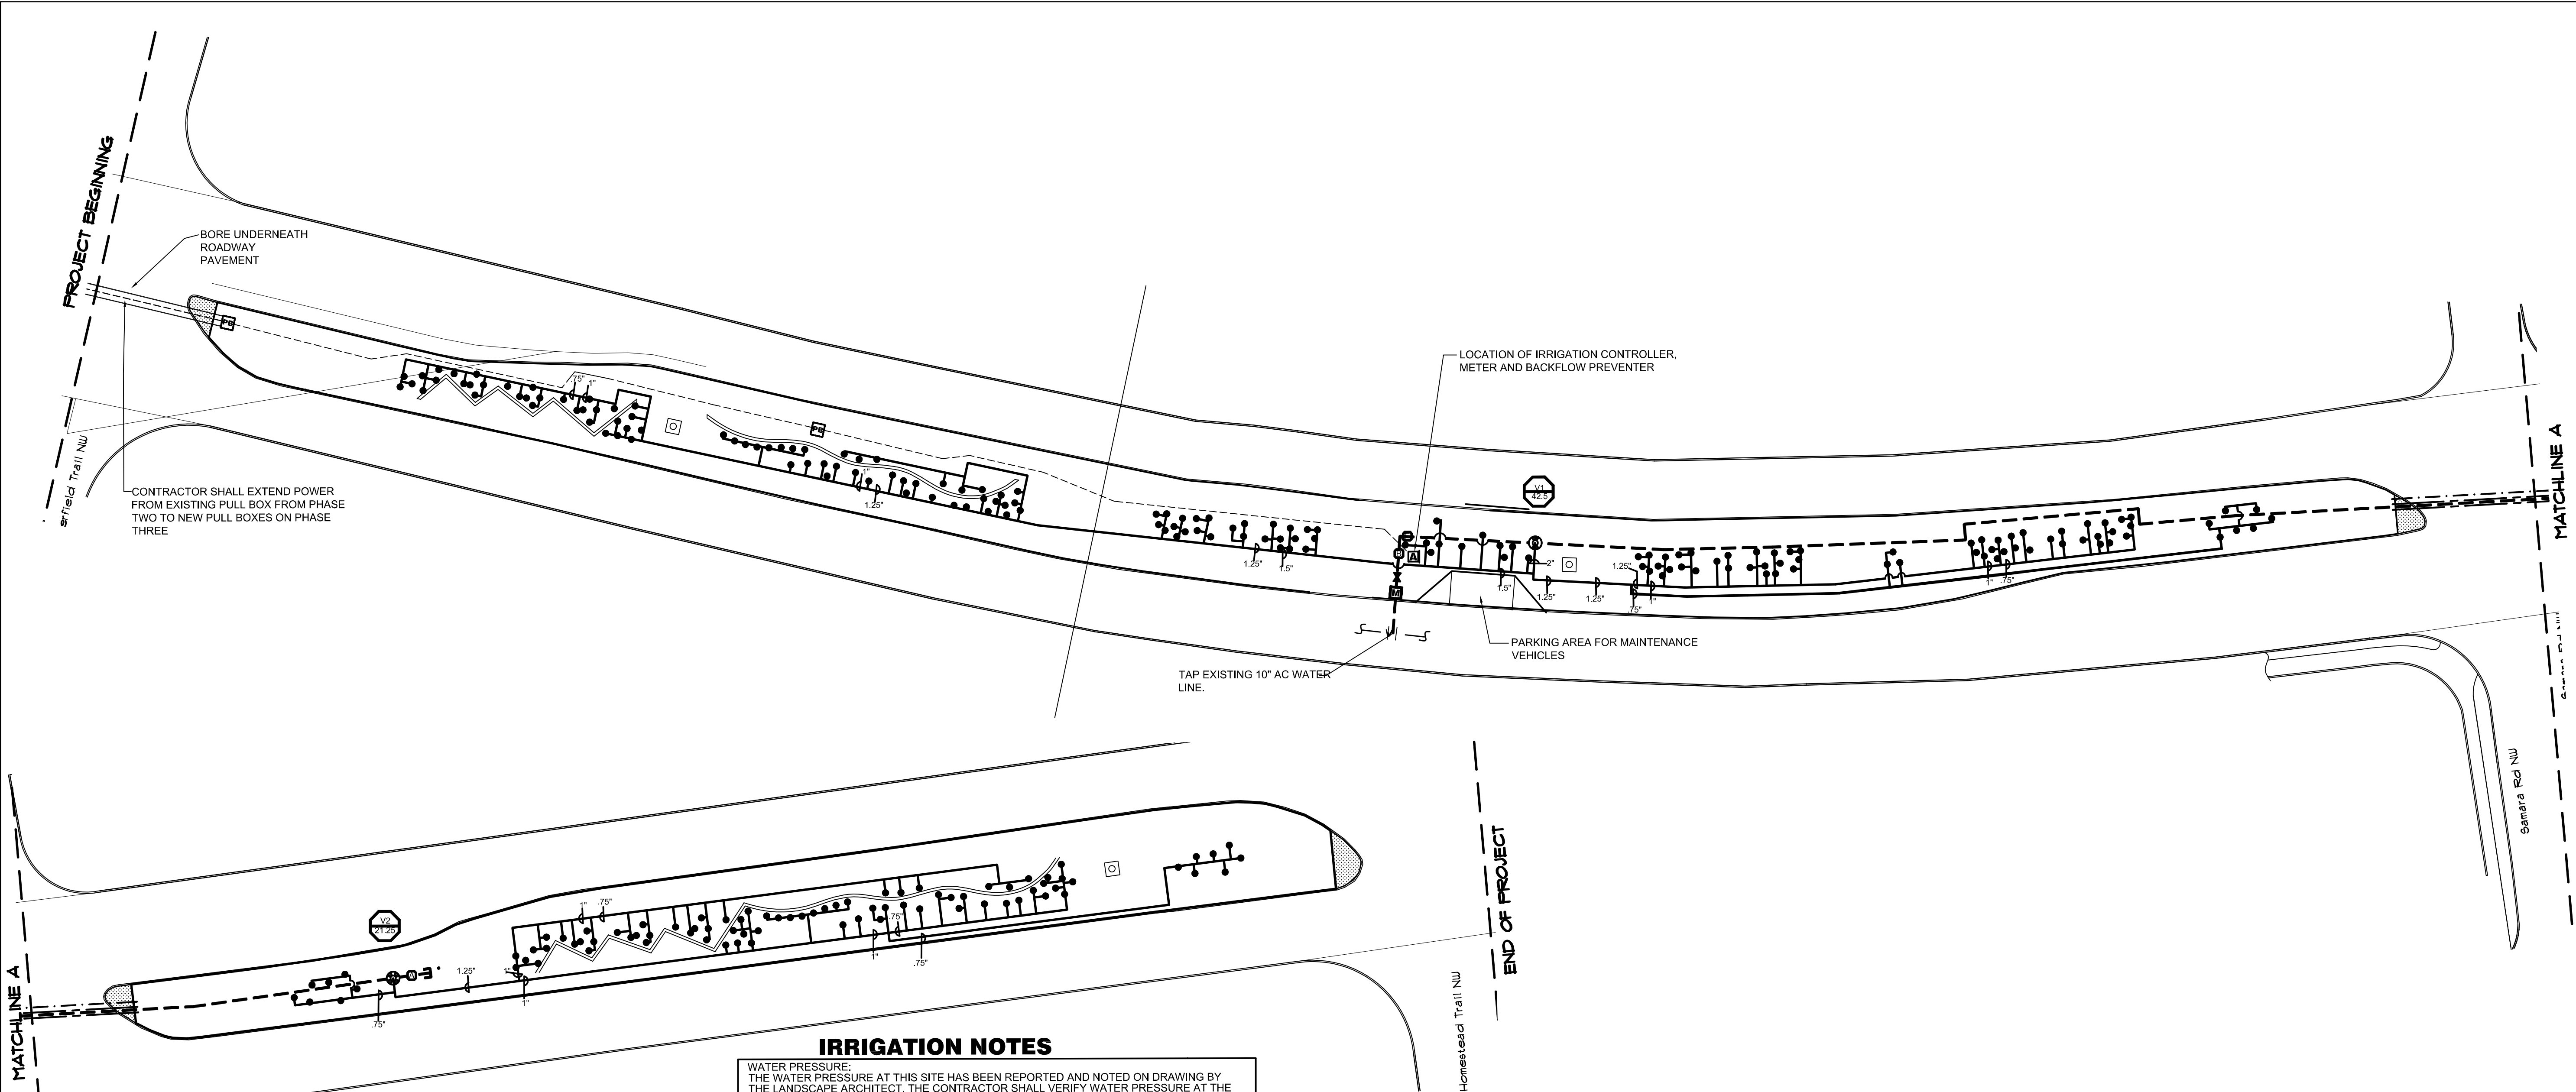 PROJECT BEGINNING
BORE UNDERNEATH
ROADWAY
PAVEMENT
PB
erfield Trail NW
CONTRACTOR SHALL EXTEND POWER
FROM EXISTING PULL BOX FROM PHASE
TWO TO NEW PULL BOXES ON PHASE
THREE
.75"
1"
PB
1"
1.25"
1.25"
1.5"
LOCATION OF IRRIGATION CONTROLLER,
METER AND BACKFLOW PREVENTER
V1
42.5
A
M
2"
1.5"
1.25"
1.25"
1.25"
.75"
1"
1"
.75"
PARKING AREA FOR MAINTENANCE
VEHICLES
TAP EXISTING 10" AC WATER
LINE.
MATCHLINE A
Samara Rd NW
MATCHLINE A
V2
21.25
A
.75"
1.25"
1"
1"
1"
.75"
.75"
1"
.75"
END OF PROJECT
Homestead Trail NW
IRRIGATION NOTES
WATER PRESSURE:
THE WATER PRESSURE AT THIS SITE HAS BEEN REPORTED AND NOTED ON DRAWING BY
THE LANDSCAPE ARCHITECT. THE CONTRACTOR SHALL VERIFY WATER PRESSURE AT THE